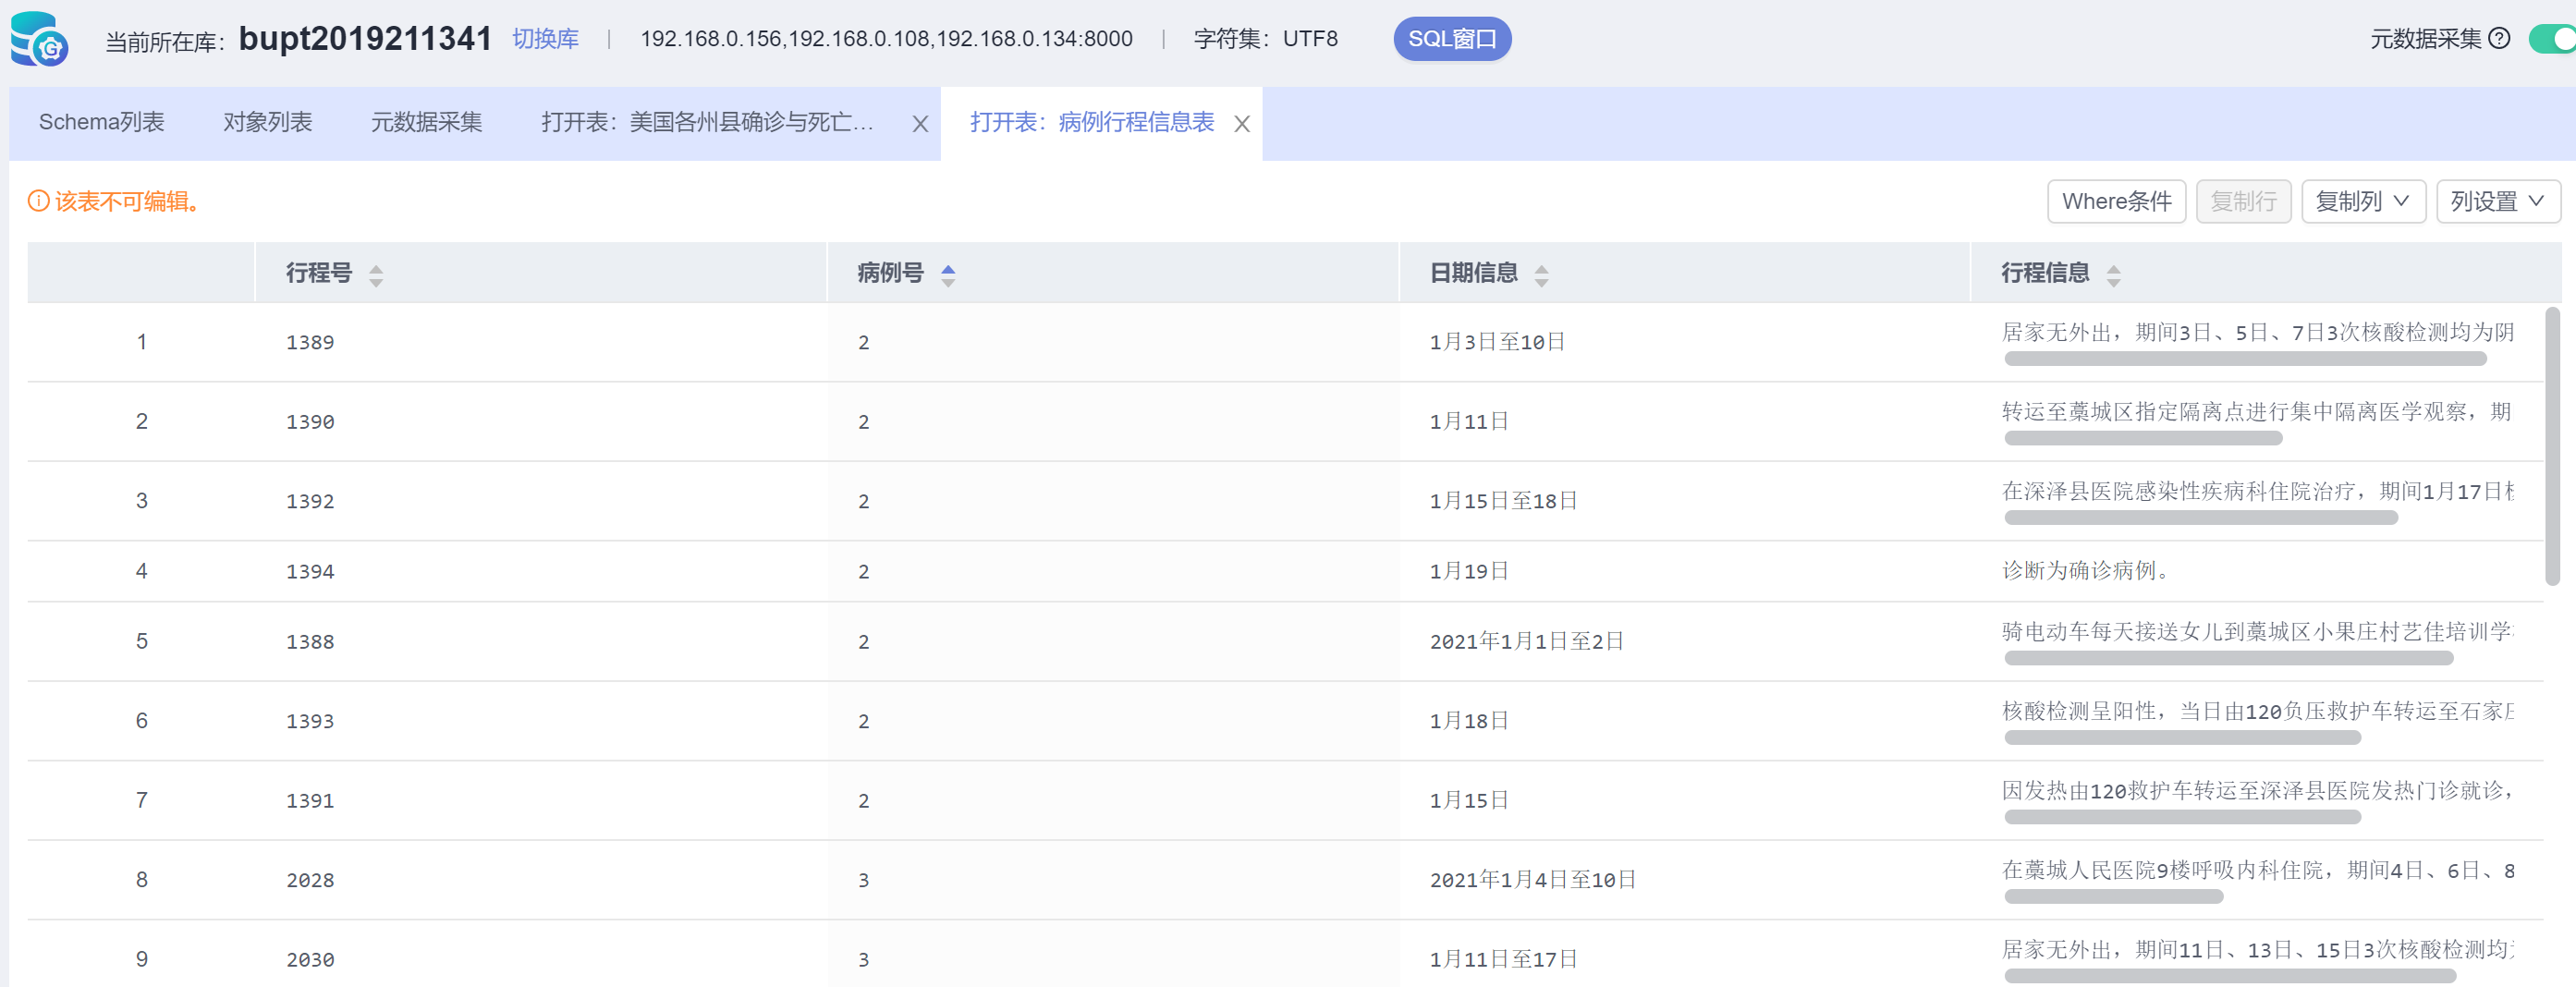 当前所在库：bupt2019211341 切换库 | 192.168.0.156,192.168.0.108,192.168.0.134:8000 | 字符集：UTF8 SQL窗口 元数据采集
Schema列表 对象列表 元数据采集 打开表：美国各州县确诊与死亡... X 打开表：病例行程信息表 X
该表不可编辑。 Where条件 复制行 复制列 列设置
行程号 病例号 日期信息 行程信息
1 1389 2 1月3日至10日 居家无外出，期间3日、5日、7日3次核酸检测均为阴
2 1390 2 1月11日 转运至藁城区指定隔离点进行集中隔离医学观察，期
3 1392 2 1月15日至18日 在深泽县医院感染性疾病科住院治疗，期间1月17日
4 1394 2 1月19日 诊断为确诊病例。
5 1388 2 2021年1月1日至2日 骑电动车每天接送女儿到藁城区小果庄村艺佳培训学
6 1393 2 1月18日 核酸检测呈阳性，当日由120负压救护车转运至石家
7 1391 2 1月15日 因发热由120救护车转运至深泽县医院发热门诊就诊，
8 2028 3 2021年1月4日至10日 在藁城人民医院9楼呼吸内科住院，期间4日、6日、8
9 2030 3 1月11日至17日 居家无外出，期间11日、13日、15日3次核酸检测均